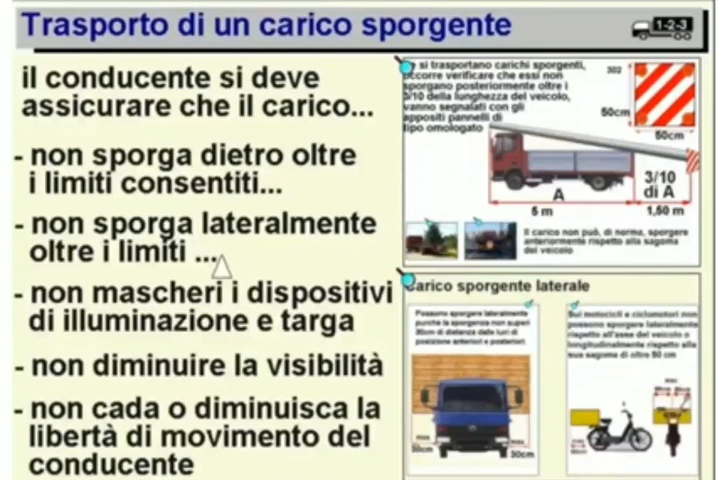 Trasporto di un carico sporgente
1-2-3
il conducente si deve
assicurare che il carico...
- non sporga dietro oltre
i limiti consentiti...
- non sporga lateralmente
oltre i limiti ...
- non mascheri i dispositivi
di illuminazione e targa
- non diminuire la visibilità
- non cada o diminuisca la
libertà di movimento del
conducente
si trasportano carichi sporgenti,
occorre verificare che essi non
sporgano posteriormente oltre i
3/10 della lunghezza del veicolo,
vanno segnalati con gli
appositi pannelli di
tipo omologato
302
50cm
50cm
3/10
di A
A
5 m
1,50 m
Il carico non può, di norma, sporgere
anteriormente rispetto alla sagoma
del veicolo
Carico sporgente laterale
Possono sporgere lateralmente
purché la sporgenza non superi
30cm di distanza dalle luci di
posizione anteriori e posteriori.
max
30cm
max
30cm
Sui motocicli e ciclomotori non
possono sporgere lateralmente
rispetto all'asse del veicolo o
longitudinalmente rispetto alla
sua sagoma di oltre 50 cm